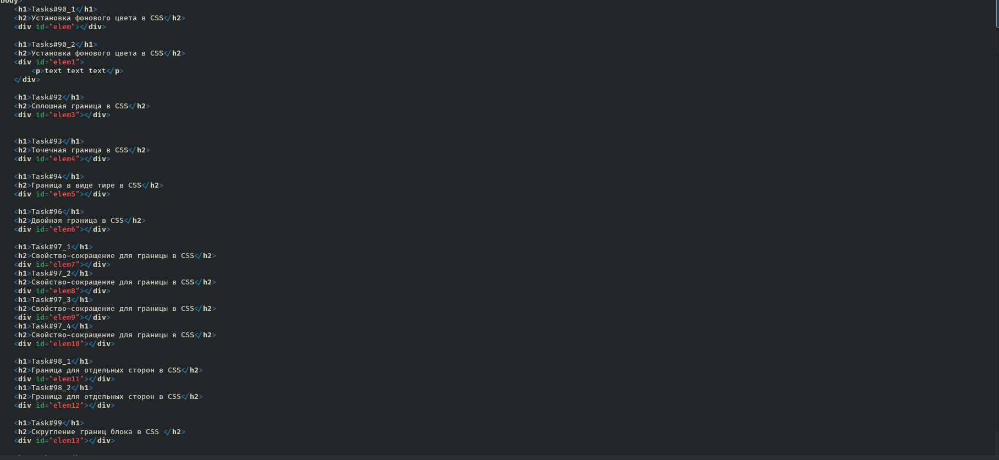 body>
<h1>Tasks#90_1</h1>
<h2>Установка фонового цвета в CSS</h2>
<div id="elem"></div>
<h1>Tasks#90_2</h1>
<h2>Установка фонового цвета в CSS</h2>
<div id="elem1">
<p>text text text</p>
</div>
<h1>Task#92</h1>
<h2>Сплошная граница в CSS</h2>
<div id="elem3"></div>
<h1>Task#93</h1>
<h2>Точечная граница в CSS</h2>
<div id="elem4"></div>
<h1>Task#94</h1>
<h2>Граница в виде тире в CSS</h2>
<div id="elem5"></div>
<h1>Task#96</h1>
<h2>Двойная граница в CSS</h2>
<div id="elem6"></div>
<h1>Task#97_1</h1>
<h2>Свойство-сокращение для границы в CSS</h2>
<div id="elem7"></div>
<h1>Task#97_2</h1>
<h2>Свойство-сокращение для границы в CSS</h2>
<div id="elem8"></div>
<h1>Task#97_3</h1>
<h2>Свойство-сокращение для границы в CSS</h2>
<div id="elem9"></div>
<h1>Task#97_4</h1>
<h2>Свойство-сокращение для границы в CSS</h2>
<div id="elem10"></div>
<h1>Task#98_1</h1>
<h2>Граница для отдельных сторон в CSS</h2>
<div id="elem11"></div>
<h1>Task#98_2</h1>
<h2>Граница для отдельных сторон в CSS</h2>
<div id="elem12"></div>
<h1>Task#99</h1>
<h2>Скругление границ блока в CSS </h2>
<div id="elem13"></div>